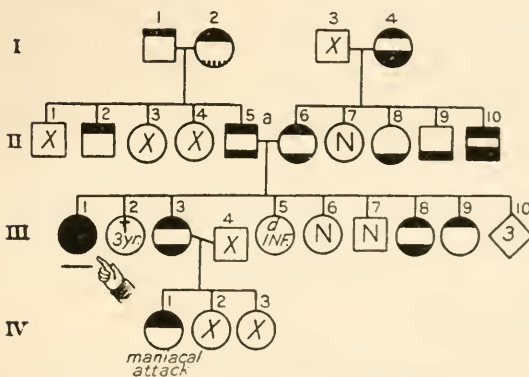 1 2 3 4
I X
1 2 3 4 5 a 6 7 8 9 10
II X X X N
1 2 3 4 5 6 7 8 9 10
III † 3yr. X d INF. N N 3
1 2 3
IV X X
maniacal
attack